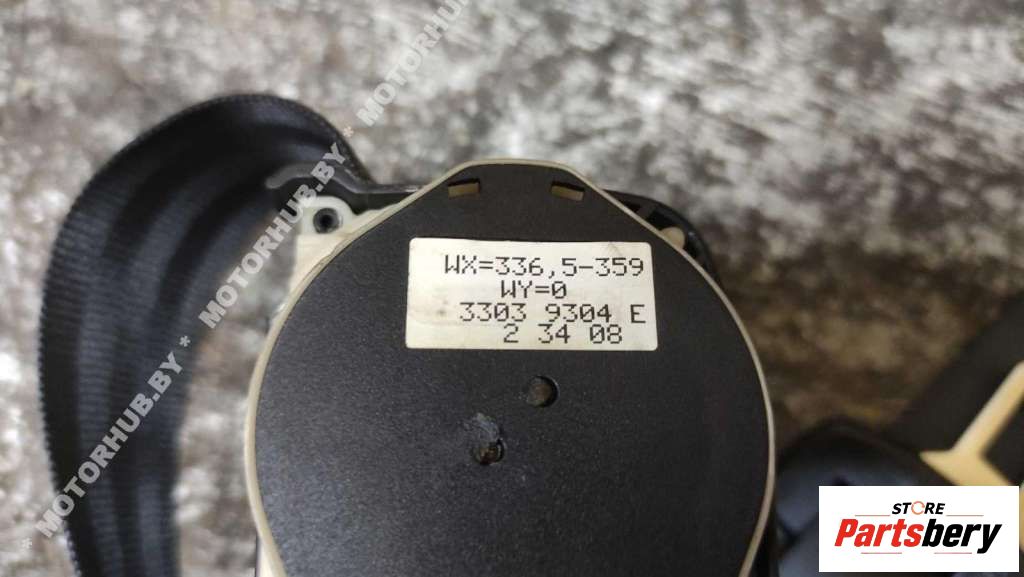 WX=336,5-359
WY=0
3303 9304 E
2 34 08
* MOTORHUB.BY * MOTORHUB.BY * MOTORHUB.BY
STORE
Partsbery